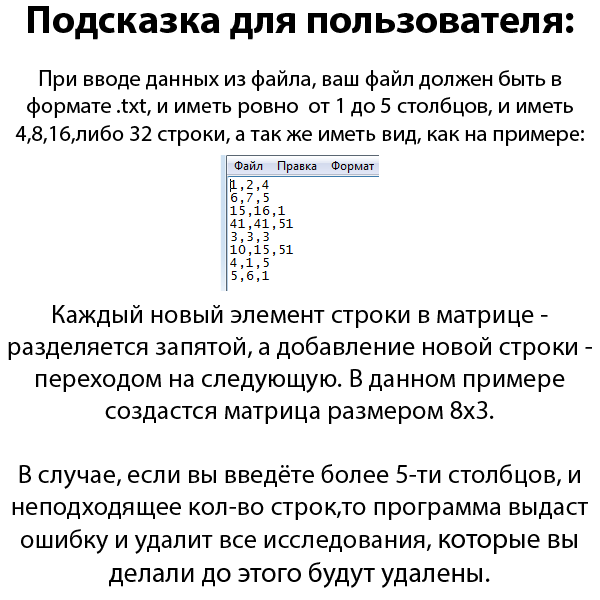 Подсказка для пользователя:
При вводе данных из файла, ваш файл должен быть в
формате .txt, и иметь ровно от 1 до 5 столбцов, и иметь
4,8,16,либо 32 строки, а так же иметь вид, как на примере:
Файл Правка Формат
1,2,4
6,7,5
15,16,1
41,41,51
3,3,3
10,15,51
4,1,5
5,6,1
Каждый новый элемент строки в матрице -
разделяется запятой, а добавление новой строки -
переходом на следующую. В данном примере
создастся матрица размером 8х3.
В случае, если вы введёте более 5-ти столбцов, и
неподходящее кол-во строк,то программа выдаст
ошибку и удалит все исследования, которые вы
делали до этого будут удалены.